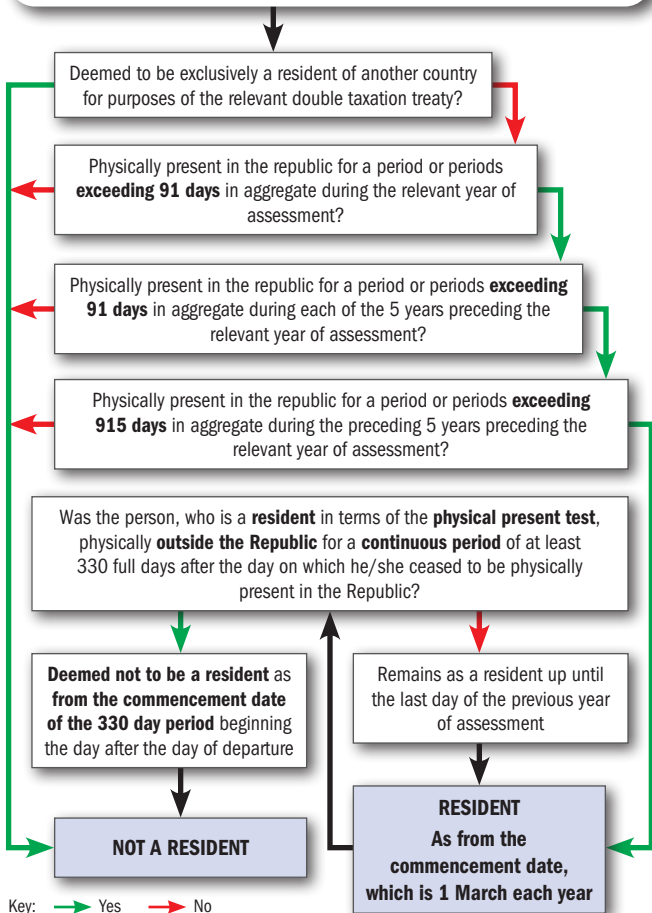 Deemed to be exclusively a resident of another country
for purposes of the relevant double taxation treaty?
Physically present in the republic for a period or periods
exceeding 91 days in aggregate during the relevant year of
assessment?
Physically present in the republic for a period or periods exceeding
91 days in aggregate during each of the 5 years preceding the
relevant year of assessment?
Physically present in the republic for a period or periods exceeding
915 days in aggregate during the preceding 5 years preceding the
relevant year of assessment?
Was the person, who is a resident in terms of the physical present test,
physically outside the Republic for a continuous period of at least
330 full days after the day on which he/she ceased to be physically
present in the Republic?
Deemed not to be a resident as
from the commencement date
of the 330 day period beginning
the day after the day of departure
Remains as a resident up until
the last day of the previous year
of assessment
NOT A RESIDENT
RESIDENT
As from the
commencement date,
which is 1 March each year
Key: Yes No